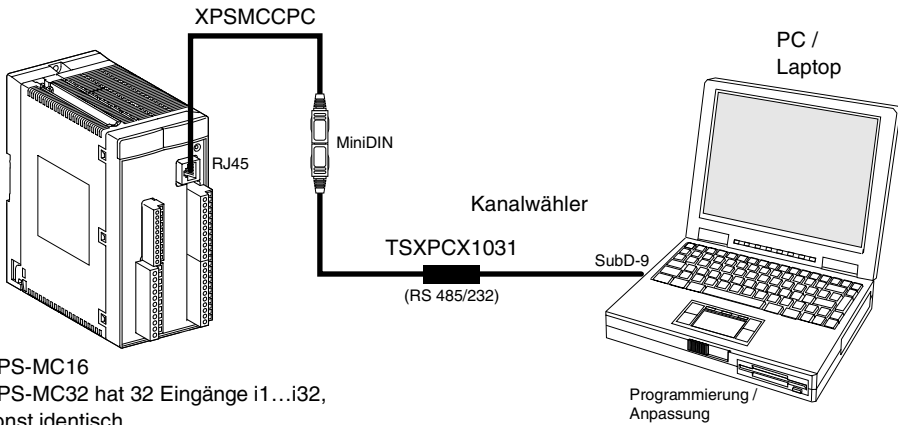 XPSMCCPC
PC /
Laptop
MiniDIN
RJ45
Kanalwähler
TSXPCX1031
SubD-9
(RS 485/232)
PS-MC16
PS-MC32 hat 32 Eingänge i1…i32,
onst identisch
Programmierung /
Anpassung